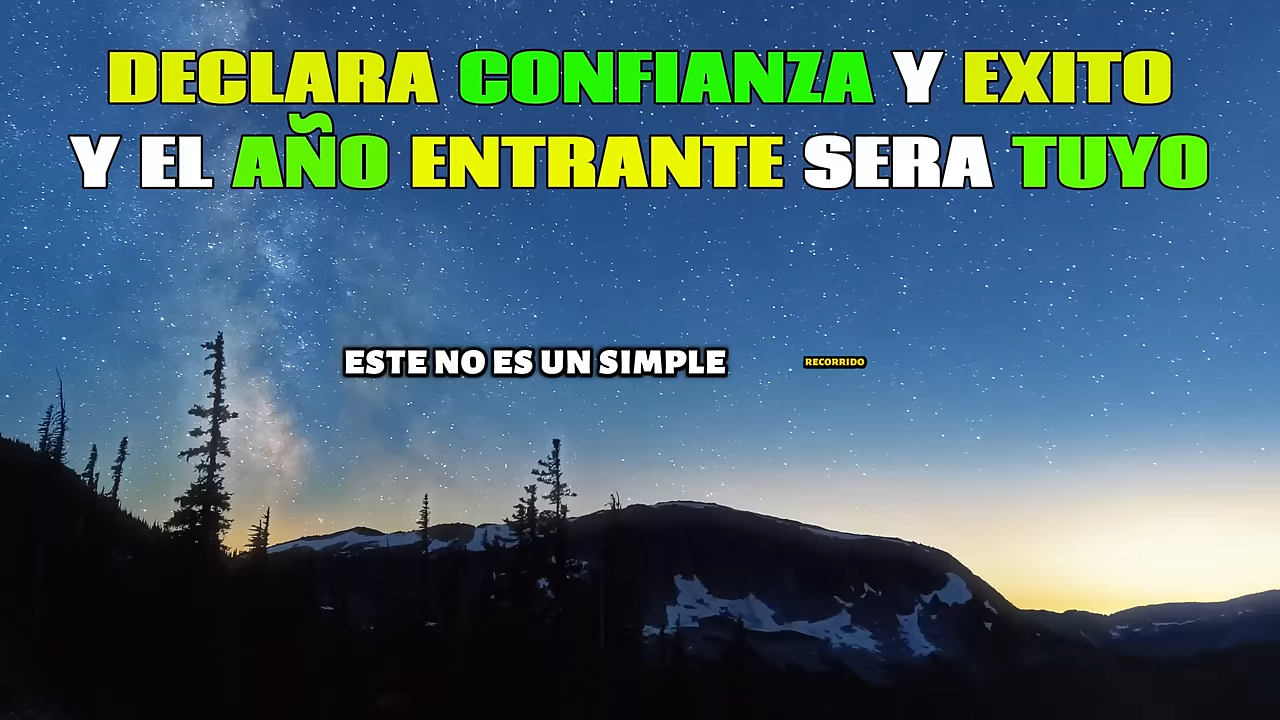 DECLARA CONFIANZA Y EXITO
Y EL AÑO ENTRANTE SERA TUYO
ESTE NO ES UN SIMPLE RECORRIDO